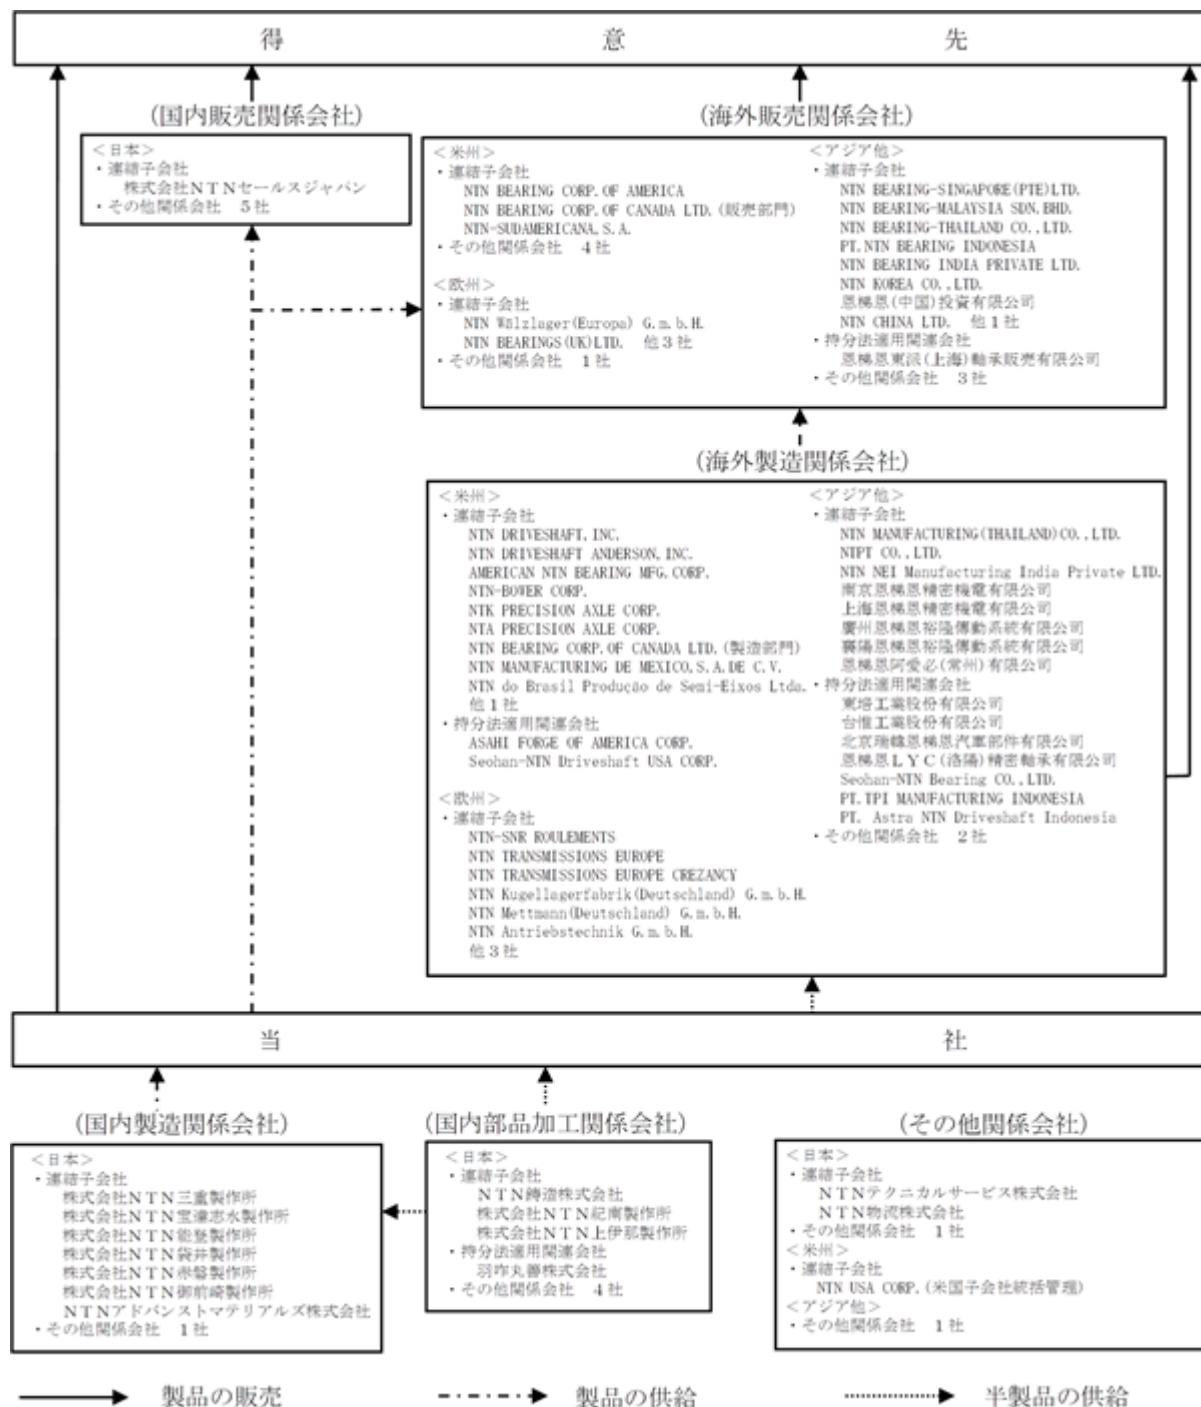 得 意 先
(国内販売関係会社)
＜日本＞
・連結子会社
株式会社ＮＴＮセールスジャパン
・その他関係会社 ５社
(海外販売関係会社)
＜米州＞
・連結子会社
NTN BEARING CORP.OF AMERICA
NTN BEARING CORP.OF CANADA LTD.(販売部門)
NTN-SUDAMERICANA,S.A.
・その他関係会社 ４社
＜欧州＞
・連結子会社
NTN Wälzlager(Europa) G.m.b.H.
NTN BEARINGS(UK)LTD. 他３社
・その他関係会社 １社
＜アジア他＞
・連結子会社
NTN BEARING-SINGAPORE(PTE)LTD.
NTN BEARING-MALAYSIA SDN.BHD.
NTN BEARING-THAILAND CO.,LTD.
PT.NTN BEARING INDONESIA
NTN BEARING INDIA PRIVATE LTD.
NTN KOREA CO.,LTD.
恩梯恩(中国)投資有限公司
NTN CHINA LTD. 他１社
・持分法適用関連会社
恩梯恩東派(上海)軸承販売有限公司
・その他関係会社 ３社
(海外製造関係会社)
＜米州＞
・連結子会社
NTN DRIVESHAFT,INC.
NTN DRIVESHAFT ANDERSON,INC.
AMERICAN NTN BEARING MFG.CORP.
NTN-BOWER CORP.
NTK PRECISION AXLE CORP.
NTA PRECISION AXLE CORP.
NTN BEARING CORP.OF CANADA LTD.(製造部門)
NTN MANUFACTURING DE MEXICO,S.A.DE C.V.
NTN do Brasil Produção de Semi-Eixos Ltda.
他１社
・持分法適用関連会社
ASAHI FORGE OF AMERICA CORP.
Seohan-NTN Driveshaft USA CORP.
＜欧州＞
・連結子会社
NTN-SNR ROULEMENTS
NTN TRANSMISSIONS EUROPE
NTN TRANSMISSIONS EUROPE CREZANCY
NTN Kugellagerfabrik(Deutschland) G.m.b.H.
NTN Mettmann(Deutschland) G.m.b.H.
NTN Antriebstechnik G.m.b.H.
他３社
＜アジア他＞
・連結子会社
NTN MANUFACTURING(THAILAND)CO.,LTD.
NTPT CO.,LTD.
NTN NEI Manufacturing India Private LTD.
南京恩梯恩精密機電有限公司
上海恩梯恩精密機電有限公司
廣州恩梯恩裕隆傳動系統有限公司
襄陽恩梯恩裕隆傳動系統有限公司
恩梯恩阿愛必(常州)有限公司
・持分法適用関連会社
東培工業股份有限公司
台惟工業股份有限公司
北京瑞韓恩梯恩汽車部件有限公司
恩梯恩ＬＹＣ(洛陽)精密軸承有限公司
Seohan-NTN Bearing CO.,LTD.
PT.TPI MANUFACTURING INDONESIA
PT. Astra NTN Driveshaft Indonesia
・その他関係会社 ２社
当 社
(国内製造関係会社)
＜日本＞
・連結子会社
株式会社ＮＴＮ三重製作所
株式会社ＮＴＮ宝達志水製作所
株式会社ＮＴＮ能登製作所
株式会社ＮＴＮ袋井製作所
株式会社ＮＴＮ赤磐製作所
株式会社ＮＴＮ御前崎製作所
ＮＴＮアドバンストマテリアルズ株式会社
・その他関係会社 １社
(国内部品加工関係会社)
＜日本＞
・連結子会社
ＮＴＮ鋳造株式会社
株式会社ＮＴＮ紀南製作所
株式会社ＮＴＮ上伊那製作所
・持分法適用関連会社
羽咋丸善株式会社
・その他関係会社 ４社
(その他関係会社)
＜日本＞
・連結子会社
ＮＴＮテクニカルサービス株式会社
ＮＴＮ物流株式会社
・その他関係会社 １社
＜米州＞
・連結子会社
NTN USA CORP.(米国子会社統括管理)
＜アジア他＞
・その他関係会社 １社
製品の販売
製品の供給
半製品の供給